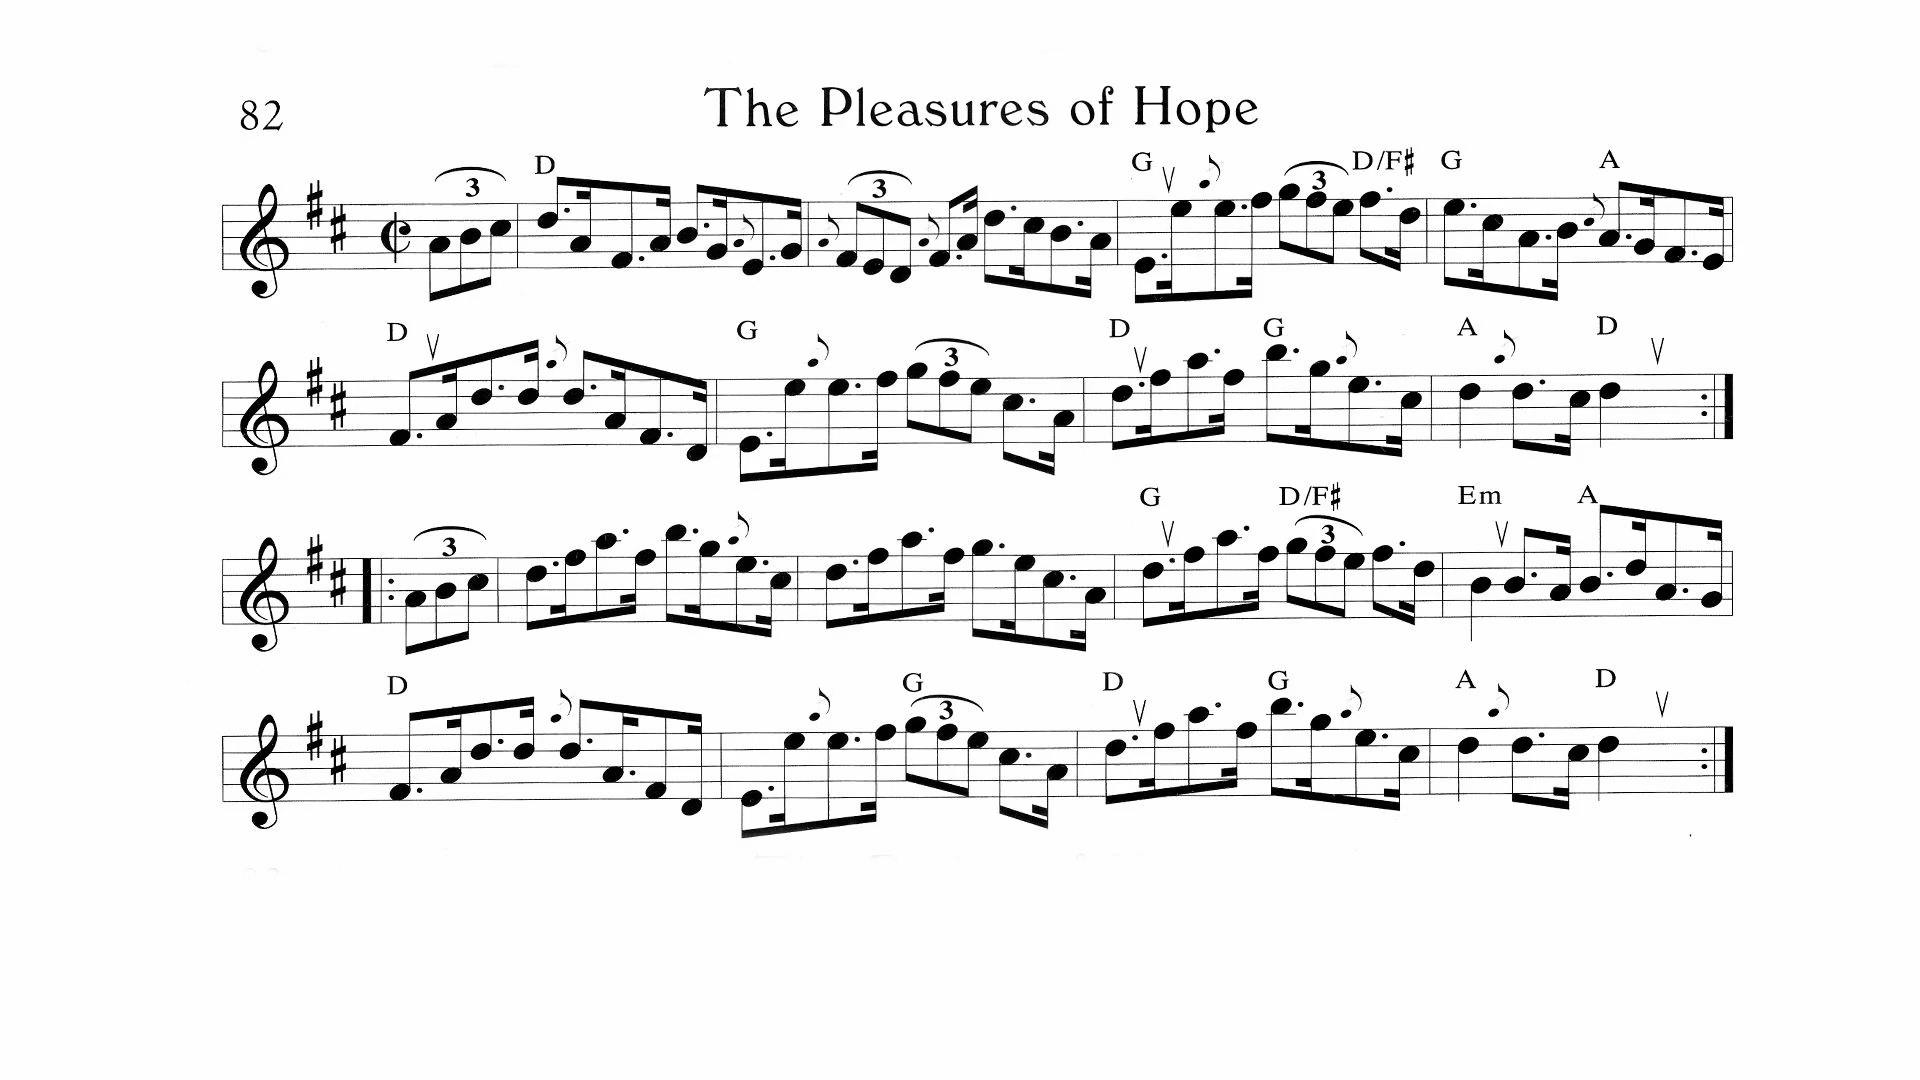 82
The Pleasures of Hope
3 D 3 G 3 D/F♯ G A
D G 3 D G A D
3 G D/F♯ 3 Em A
D G 3 D G A D